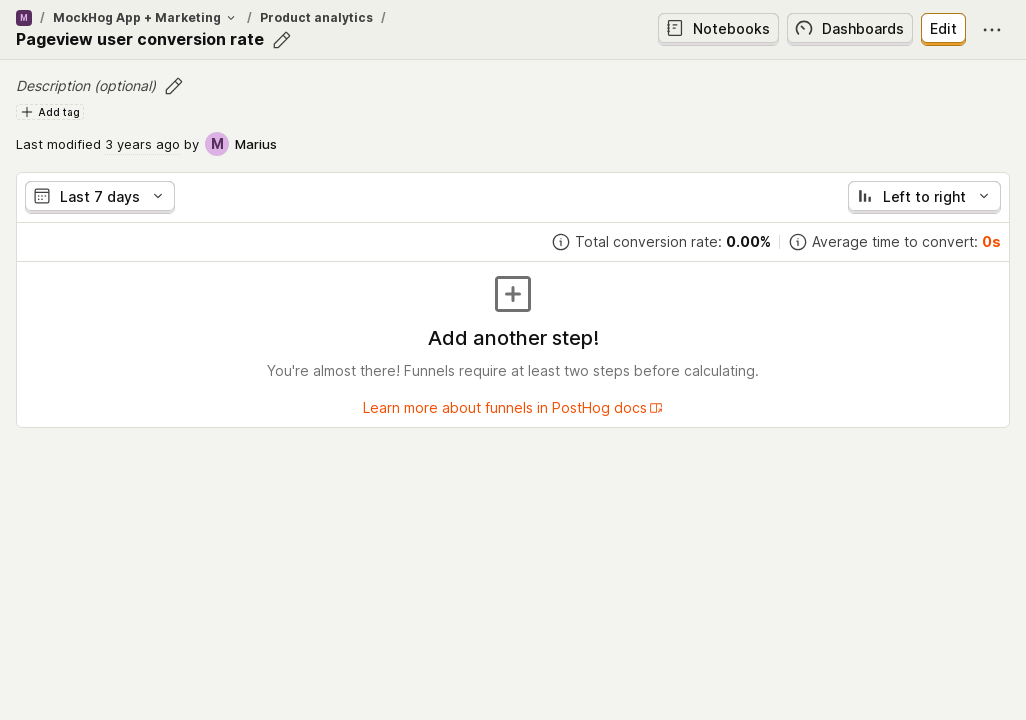 M / MockHog App + Marketing / Product analytics /
Pageview user conversion rate
Notebooks
Dashboards
Edit
Description (optional)
Add tag
Last modified 3 years ago by M Marius
Last 7 days
Left to right
Total conversion rate: 0.00%
Average time to convert: 0s
Add another step!
You're almost there! Funnels require at least two steps before calculating.
Learn more about funnels in PostHog docs